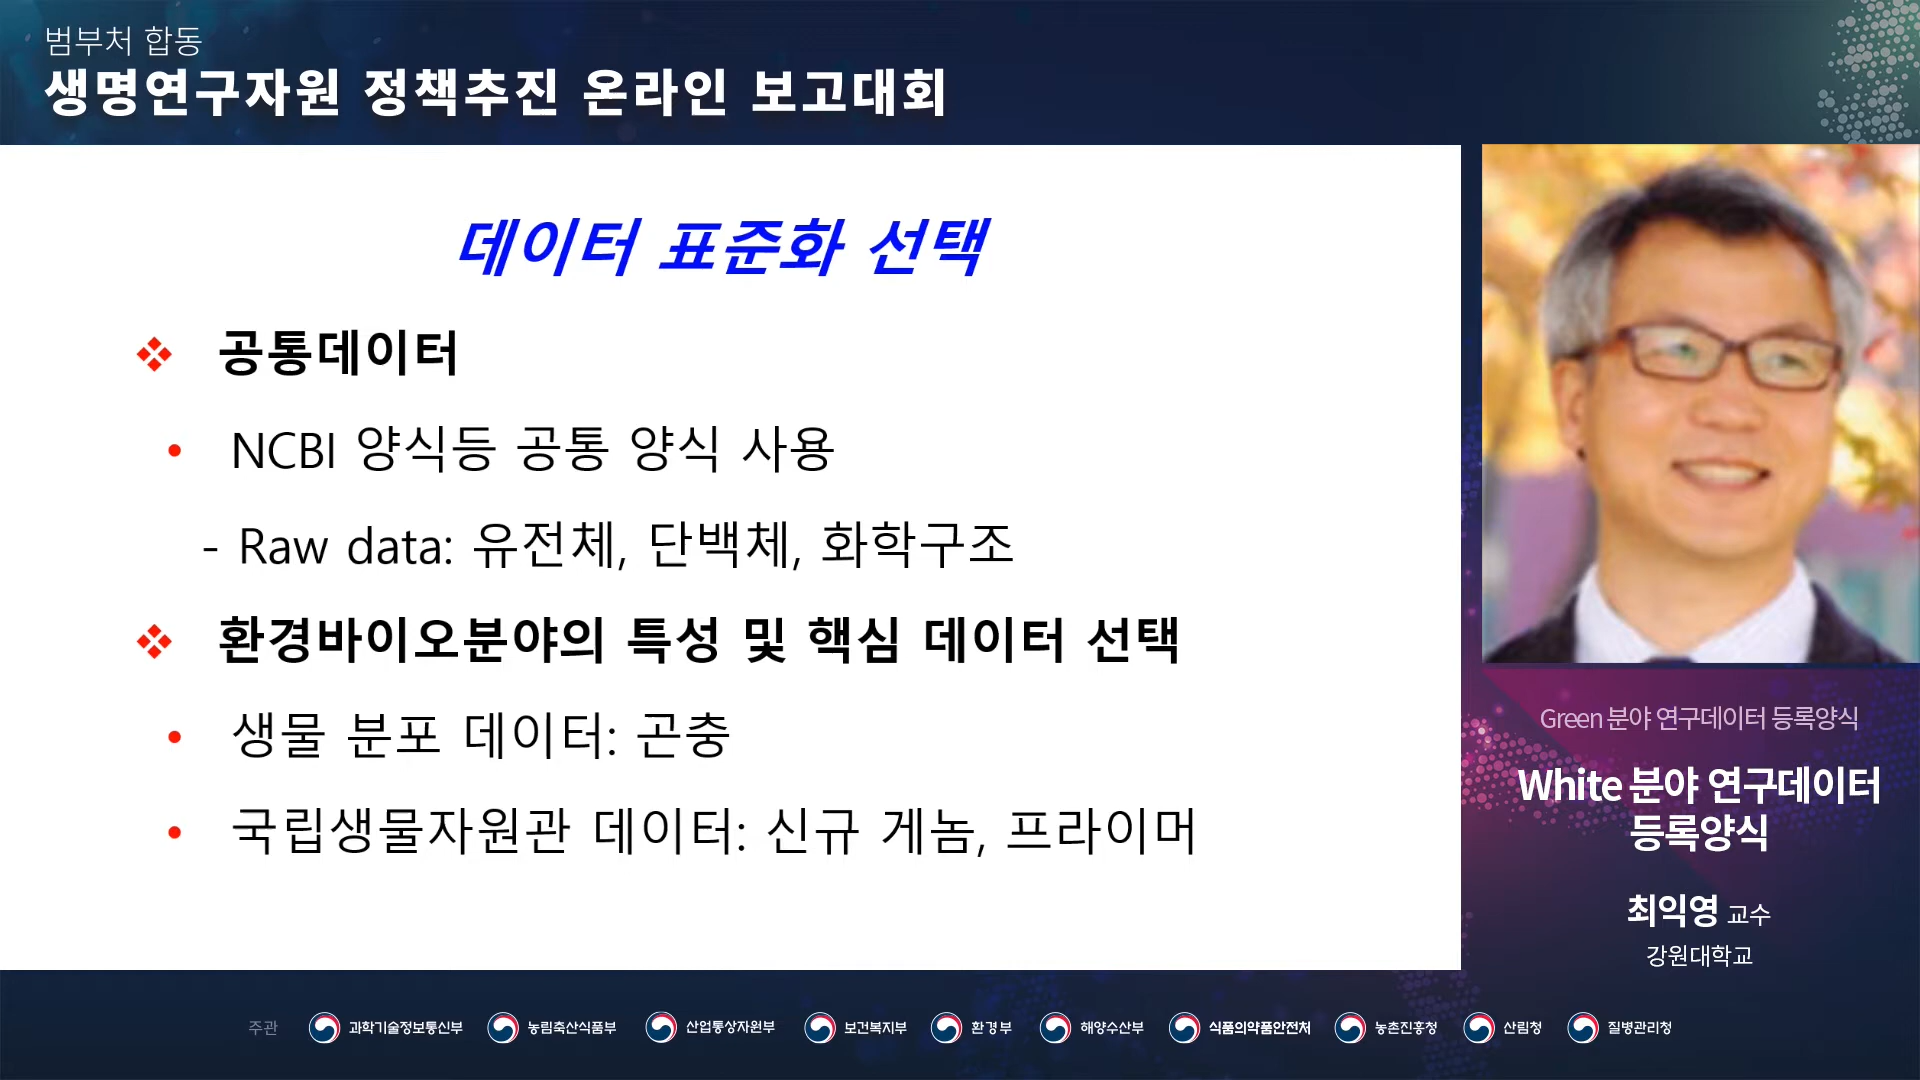 범부처 합동
생명연구자원 정책추진 온라인 보고대회
데이터 표준화 선택
❖ 공통데이터
• NCBI 양식등 공통 양식 사용
- Raw data: 유전체, 단백체, 화학구조
❖ 환경바이오분야의 특성 및 핵심 데이터 선택
• 생물 분포 데이터: 곤충
• 국립생물자원관 데이터: 신규 게놈, 프라이머
Green 분야 연구데이터 등록양식
White 분야 연구데이터
등록양식
최익영 교수
강원대학교
주관 과학기술정보통신부 농림축산식품부 산업통상자원부 보건복지부 환경부 해양수산부 식품의약품안전처 농촌진흥청 산림청 질병관리청